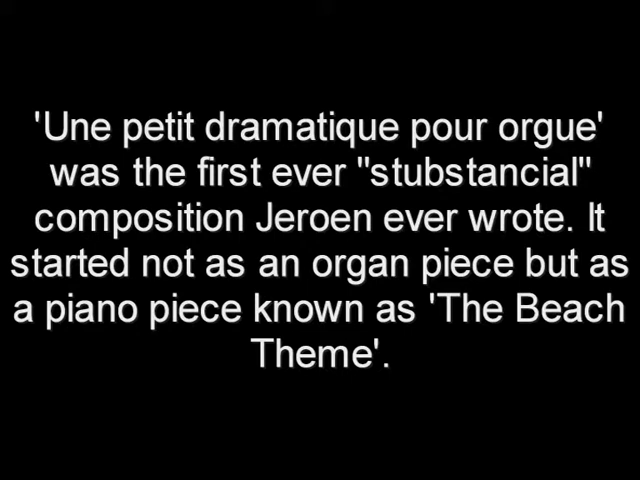 'Une petit dramatique pour orgue'
was the first ever "stubstancial"
composition Jeroen ever wrote. It
started not as an organ piece but as
a piano piece known as 'The Beach
Theme'.